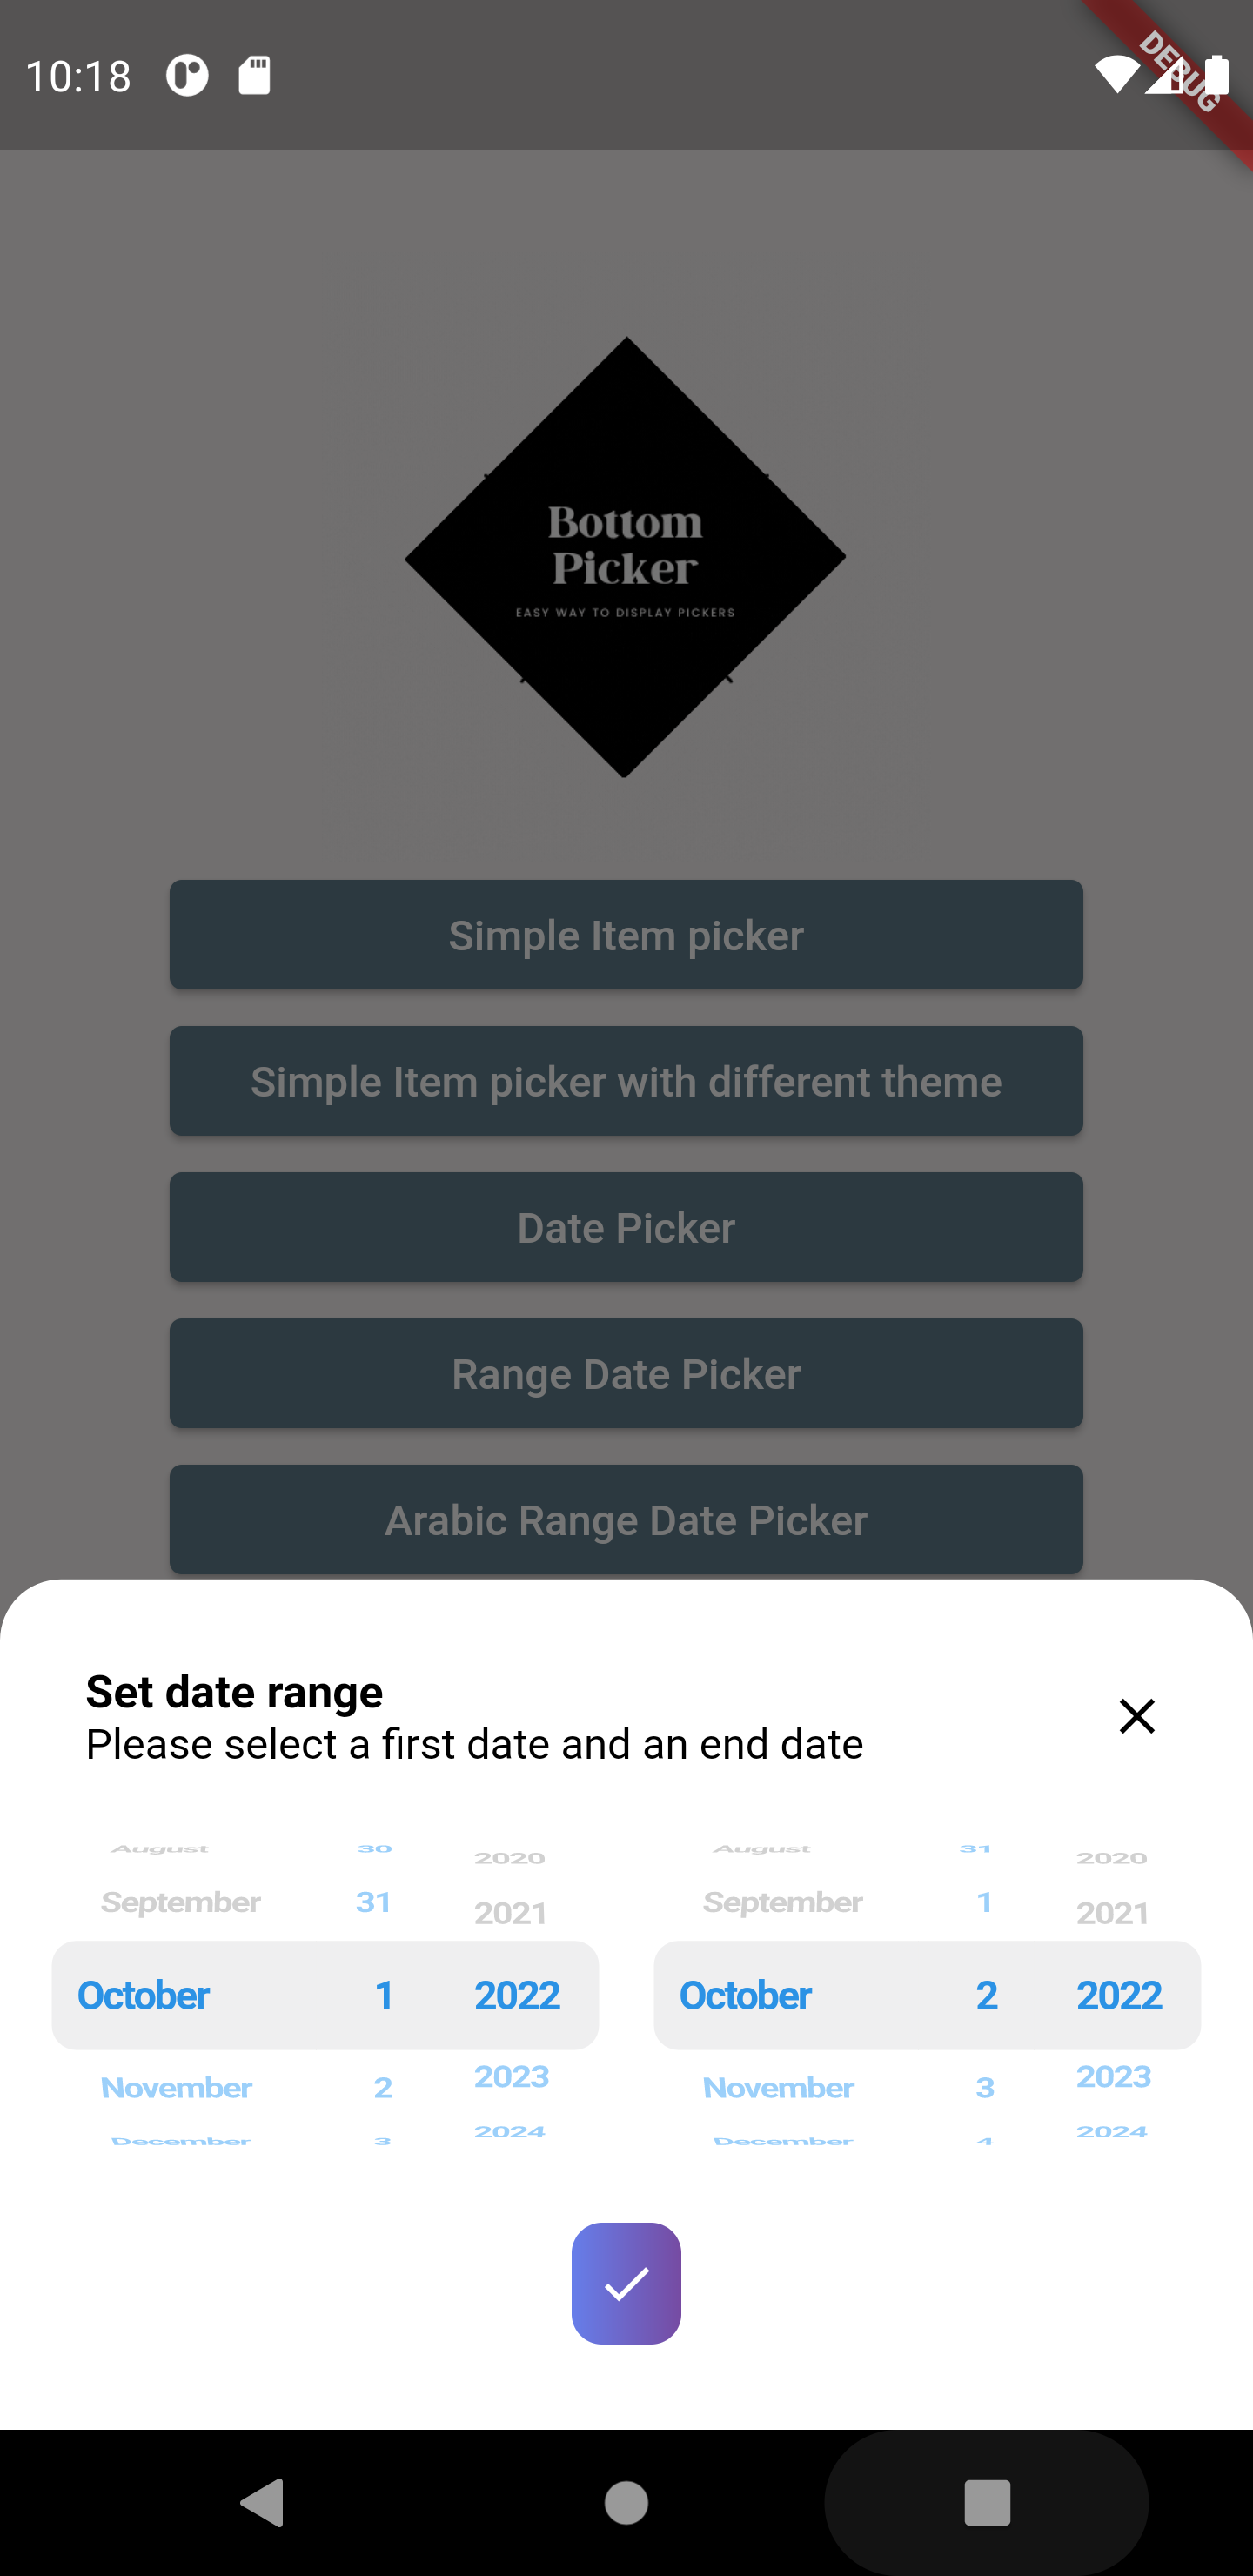 10:18
DEBUG
Bottom
Picker
EASY WAY TO DISPLAY PICKERS
Simple Item picker
Simple Item picker with different theme
Date Picker
Range Date Picker
Arabic Range Date Picker
Set date range
Please select a first date and an end date
August 30 2020 August 31 2020
September 31 2021 September 1 2021
October 1 2022 October 2 2022
November 2 2023 November 3 2023
December 3 2024 December 4 2024